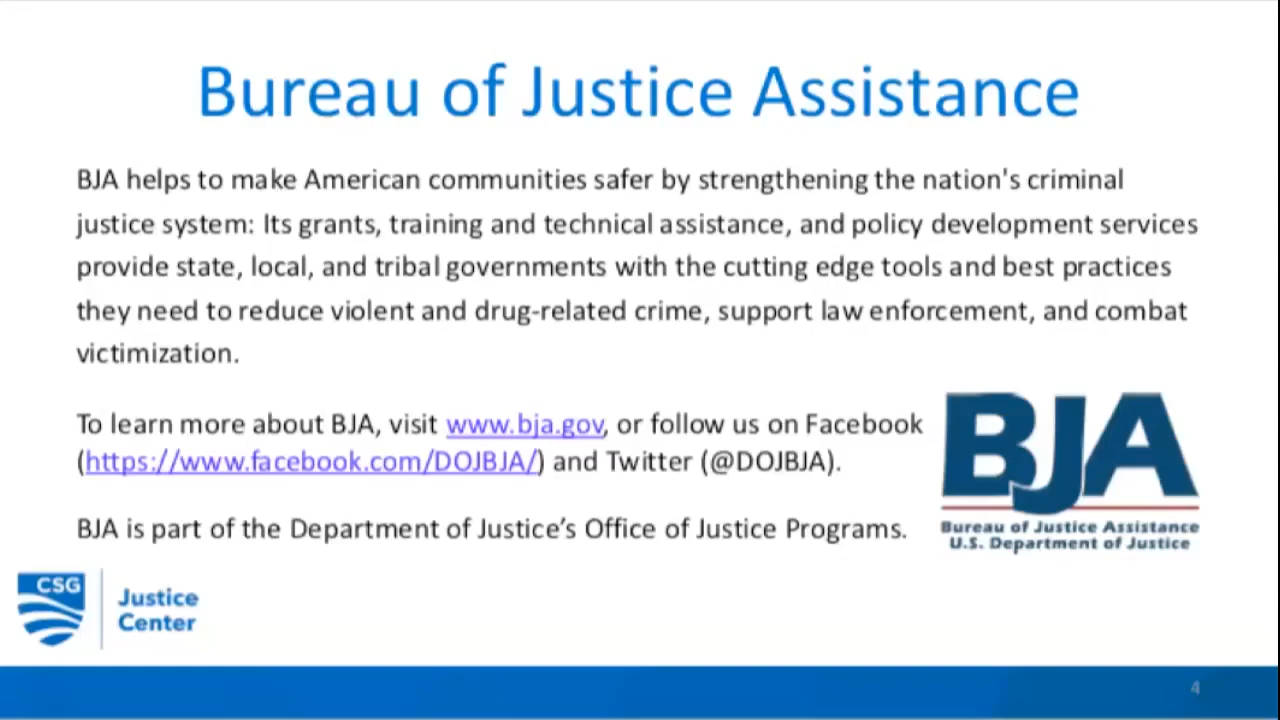 Bureau of Justice Assistance
BJA helps to make American communities safer by strengthening the nation's criminal
justice system: Its grants, training and technical assistance, and policy development services
provide state, local, and tribal governments with the cutting edge tools and best practices
they need to reduce violent and drug-related crime, support law enforcement, and combat
victimization.
To learn more about BJA, visit www.bja.gov, or follow us on Facebook
(https://www.facebook.com/DOJBJA/) and Twitter (@DOJBJA).
BJA is part of the Department of Justice’s Office of Justice Programs.
BJA
Bureau of Justice Assistance
U.S. Department of Justice
CSG
Justice
Center
4